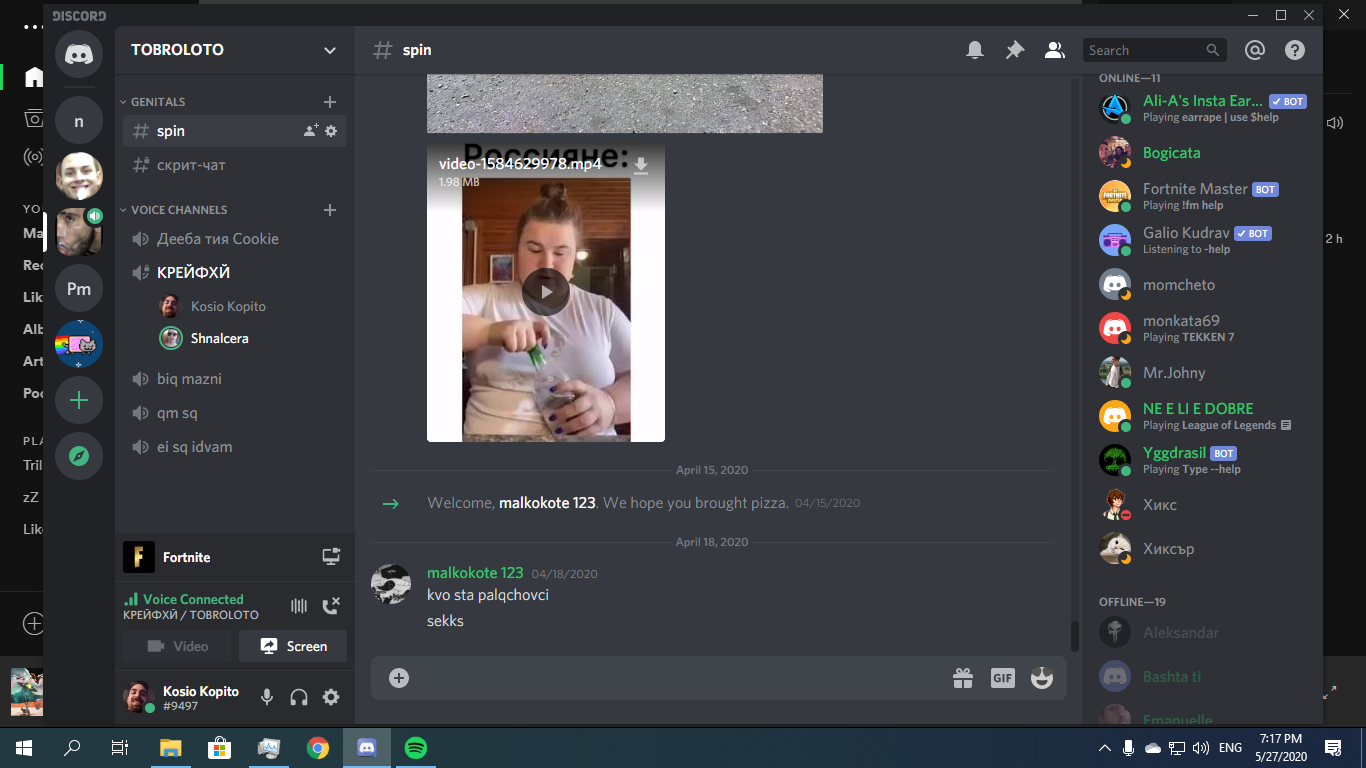 DISCORD
TOBROLOTO
GENITALS
spin
скрит-чат
VOICE CHANNELS
Дееба тия Cookie
КРЕЙФХЙ
Kosio Kopito
Shnalcera
biq mazni
qm sq
ei sq idvam
Fortnite
Voice Connected
КРЕЙФХЙ / TOBROLOTO
Video
Screen
Kosio Kopito
#9497
n
Pm
YO
Ma
Rec
Lik
Alb
Art
Poc
PLA
Tril
zZ
Like
spin
Search
Россияне:
video-1584629978.mp4
1.98 MB
April 15, 2020
Welcome, malkokote 123. We hope you brought pizza. 04/15/2020
April 18, 2020
malkokote 123 04/18/2020
kvo sta palqchovci
sekks
GIF
ONLINE—11
Ali-A's Insta Ear... BOT
Playing earrape | use $help
Bogicata
Fortnite Master BOT
Playing !fm help
Galio Kudrav BOT
Listening to -help
momcheto
monkata69
Playing TEKKEN 7
Mr.Johny
NE E LI E DOBRE
Playing League of Legends
Yggdrasil BOT
Playing Type --help
Хикс
Хиксър
OFFLINE—19
Aleksandar
Bashta ti
Emanuelle
2 h
ENG
7:17 PM
5/27/2020